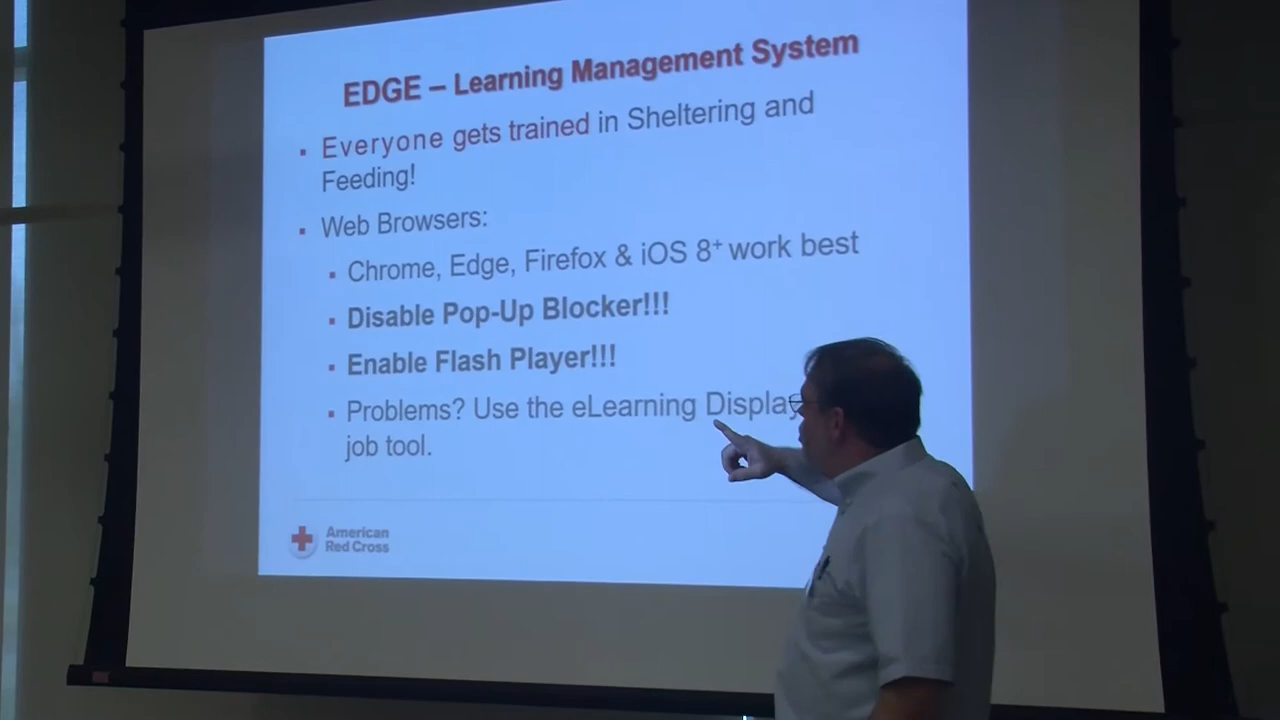 EDGE – Learning Management System
▪ Everyone gets trained in Sheltering and
Feeding!
▪ Web Browsers:
▪ Chrome, Edge, Firefox & iOS 8⁺ work best
▪ Disable Pop-Up Blocker!!!
▪ Enable Flash Player!!!
▪ Problems? Use the eLearning Display
job tool.
American
Red Cross